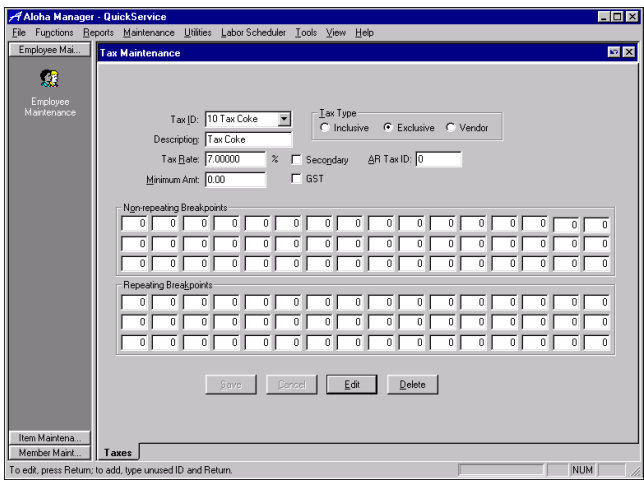 Aloha Manager - QuickService
File Functions Reports Maintenance Utilities Labor Scheduler Tools View Help
Employee Mai...
Tax Maintenance
Employee
Maintenance
Tax ID: 10 Tax Coke
Tax Type
Inclusive Exclusive Vendor
Description: Tax Coke
Tax Rate: 7.00000 % Secondary AR Tax ID: 0
Minimum Amt: 0.00 GST
Non-repeating Breakpoints
0 0 0 0 0 0 0 0 0 0 0 0 0 0 0 0
0 0 0 0 0 0 0 0 0 0 0 0 0 0 0 0
0 0 0 0 0 0 0 0 0 0 0 0 0 0 0 0
Repeating Breakpoints
0 0 0 0 0 0 0 0 0 0 0 0 0 0 0 0
0 0 0 0 0 0 0 0 0 0 0 0 0 0 0 0
0 0 0 0 0 0 0 0 0 0 0 0 0 0 0 0
Save Cancel Edit Delete
Item Maintena...
Member Maint...
Taxes
To edit, press Return; to add, type unused ID and Return.
NUM